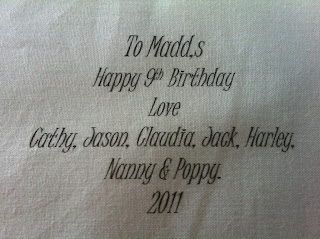 To Madd.s
Happy 9th Birthday
Love
Cathy, Jason, Claudia, Jack, Harley,
Nanny & Poppy.
2011